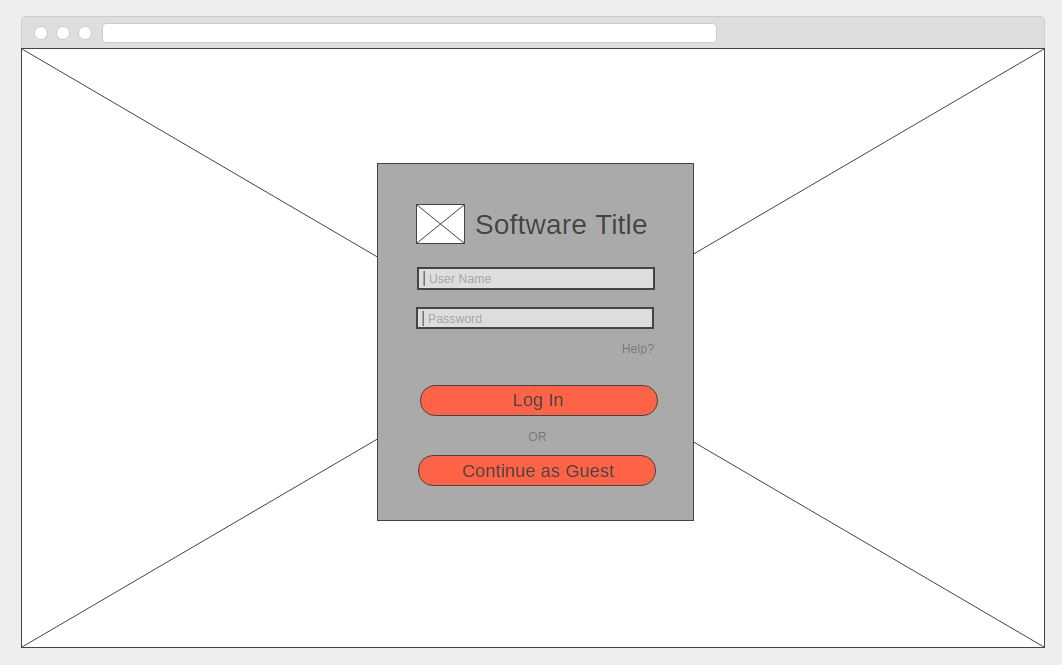 Software Title
User Name
Password
Help?
Log In
OR
Continue as Guest